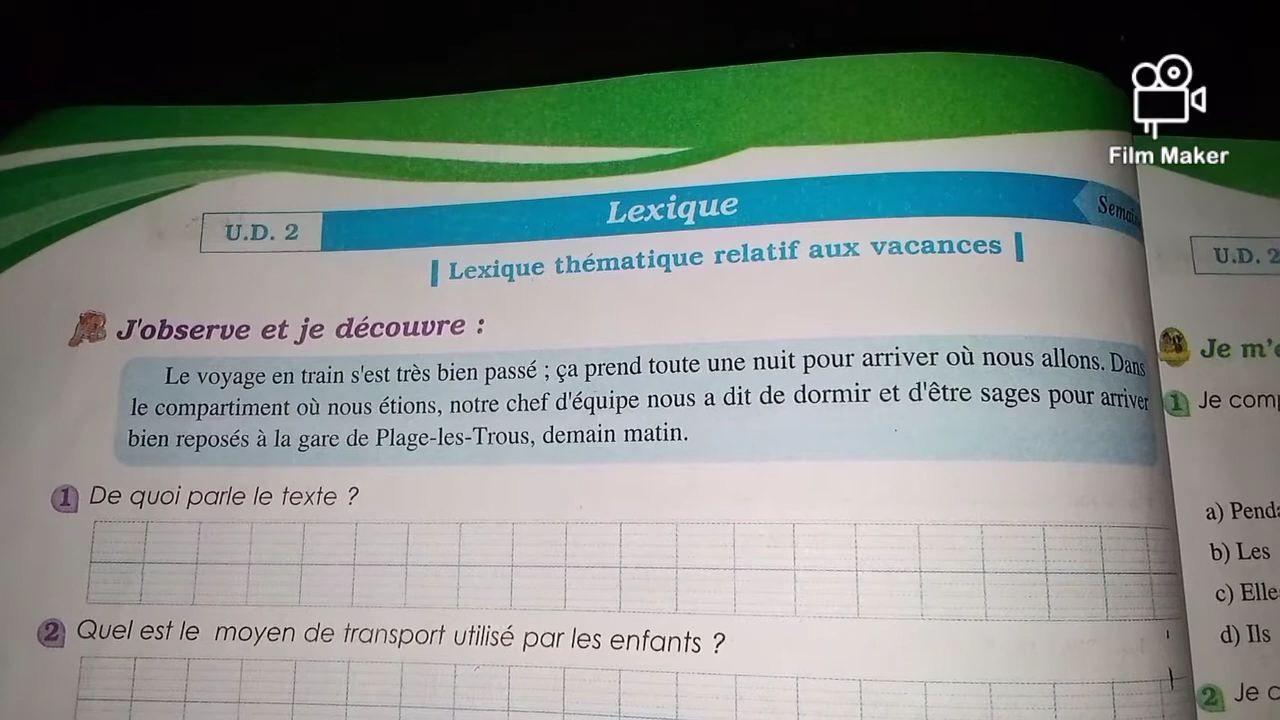 Film Maker
U.D. 2
Lexique
Lexique thématique relatif aux vacances
J'observe et je découvre :
Le voyage en train s'est très bien passé ; ça prend toute une nuit pour arriver où nous allons. Dans
le compartiment où nous étions, notre chef d'équipe nous a dit de dormir et d'être sages pour arriver
bien reposés à la gare de Plage-les-Trous, demain matin.
1 De quoi parle le texte ?
2 Quel est le moyen de transport utilisé par les enfants ?
U.D. 2
Je
1 Je
a)
b) Les
c)
d) Ils
2 Je